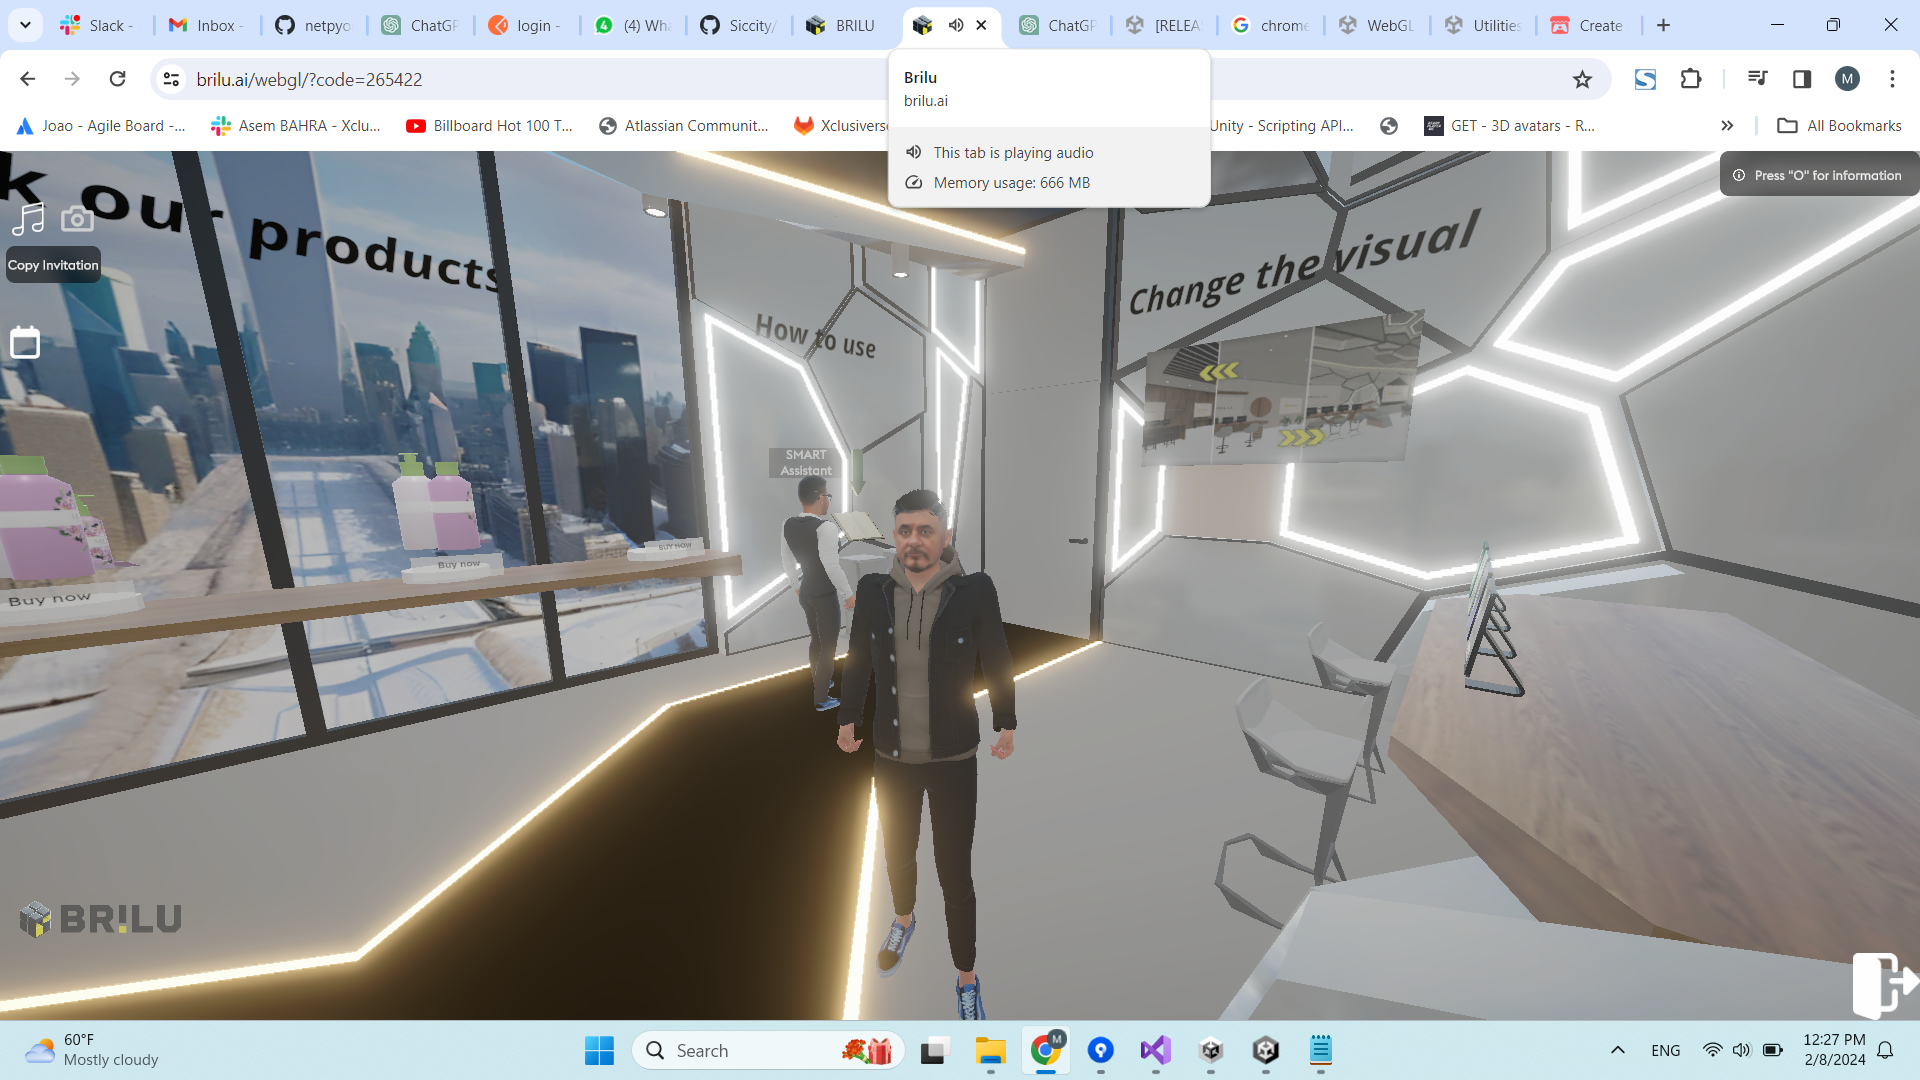 Slack -
Inbox -
netpyo
ChatGP
login -
(4) Wha
Siccity/
BRILU
ChatGP
[RELEA
chrome
WebGL
Utilities
Create
brilu.ai/webgl/?code=265422
M
Brilu
brilu.ai
This tab is playing audio
Memory usage: 666 MB
Joao - Agile Board -...
Asem BAHRA - Xclu...
Billboard Hot 100 T...
Atlassian Communit...
Xclusivers
Unity - Scripting API...
GET - 3D avatars - R...
All Bookmarks
Press "O" for information
k our products
Copy Invitation
How to use
Change the visual
SMART
Assistant
Buy now
Buy now
BUY NOW
BR!LU
60°F
Mostly cloudy
Search
M
ENG
12:27 PM
2/8/2024